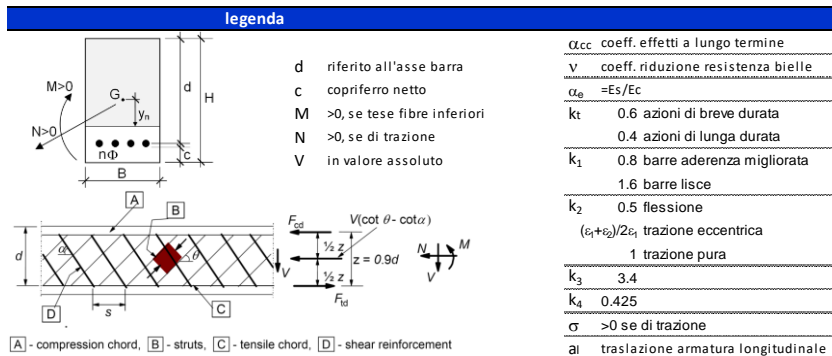 legenda
M>0
G
yn
N>0
nΦ
B
d
H
c
d riferito all'asse barra
c copriferro netto
M >0, se tese fibre inferiori
N >0, se di trazione
V in valore assoluto
A
B
d
α
θ
V
s
D
C
Fcd
V(cot θ - cotα)
½ z
z = 0.9d
½ z
Ftd
N
M
V
A - compression chord, B - struts, C - tensile chord, D - shear reinforcement
αcc coeff. effetti a lungo termine
ν coeff. riduzione resistenza bielle
αe =Es/Ec
kt 0.6 azioni di breve durata
0.4 azioni di lunga durata
k1 0.8 barre aderenza migliorata
1.6 barre lisce
k2 0.5 flessione
(ε1+ε2)/2ε1 trazione eccentrica
1 trazione pura
k3 3.4
k4 0.425
σ >0 se di trazione
al traslazione armatura longitudinale